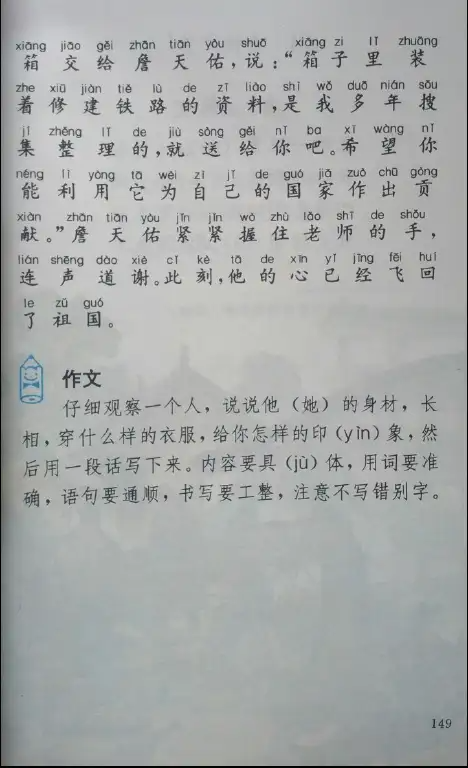 xiāng jiāo gěi zhān tiān yòu shuō xiāng zi lǐ zhuāng
箱交给詹天佑，说：“箱子里装
zhe xiū jiàn tiě lù de zī liào shì wǒ duō nián sōu
着修建铁路的资料，是我多年搜
jí zhěng lǐ de jiù sòng gěi nǐ ba xī wàng nǐ
集整理的，就送给你吧。希望你
néng lì yòng tā wèi zì jǐ de guó jiā zuò chū gòng
能利用它为自己的国家作出贡
xiàn zhān tiān yòu jǐn jǐn wò zhù lǎo shī de shǒu
献。”詹天佑紧紧握住老师的手，
lián shēng dào xiè cǐ kè tā de xīn yǐ jīng fēi huí
连声道谢。此刻，他的心已经飞回
le zǔ guó
了祖国。
作文
仔细观察一个人，说说他（她）的身材，长
相，穿什么样的衣服，给你怎样的印（yìn）象，然
后用一段话写下来。内容要具（jù）体，用词要准
确，语句要通顺，书写要工整，注意不写错别字。
149